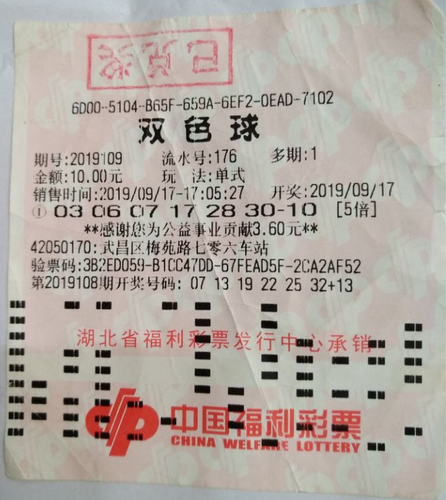 已兑奖
6D00-5104-B65F-659A-6EF2-0EAD-7102
双色球
期号:2019109 流水号:176 多期:1
金额:10.00元 玩 法:单式
销售时间:2019/09/17-17:05:27 开奖:2019/09/17
① 03 06 07 17 28 30-10 [5倍]
**感谢您为公益事业贡献3.60元**
42050170:武昌区梅苑路七零六车站
验票码:3B2ED059-B1CC47DD-67FEAD5F-2CA2AF52
第2019108期开奖号码: 07 13 19 22 25 32+13
湖北省福利彩票发行中心承销
中国福利彩票
CHINA WELFARE LOTTERY